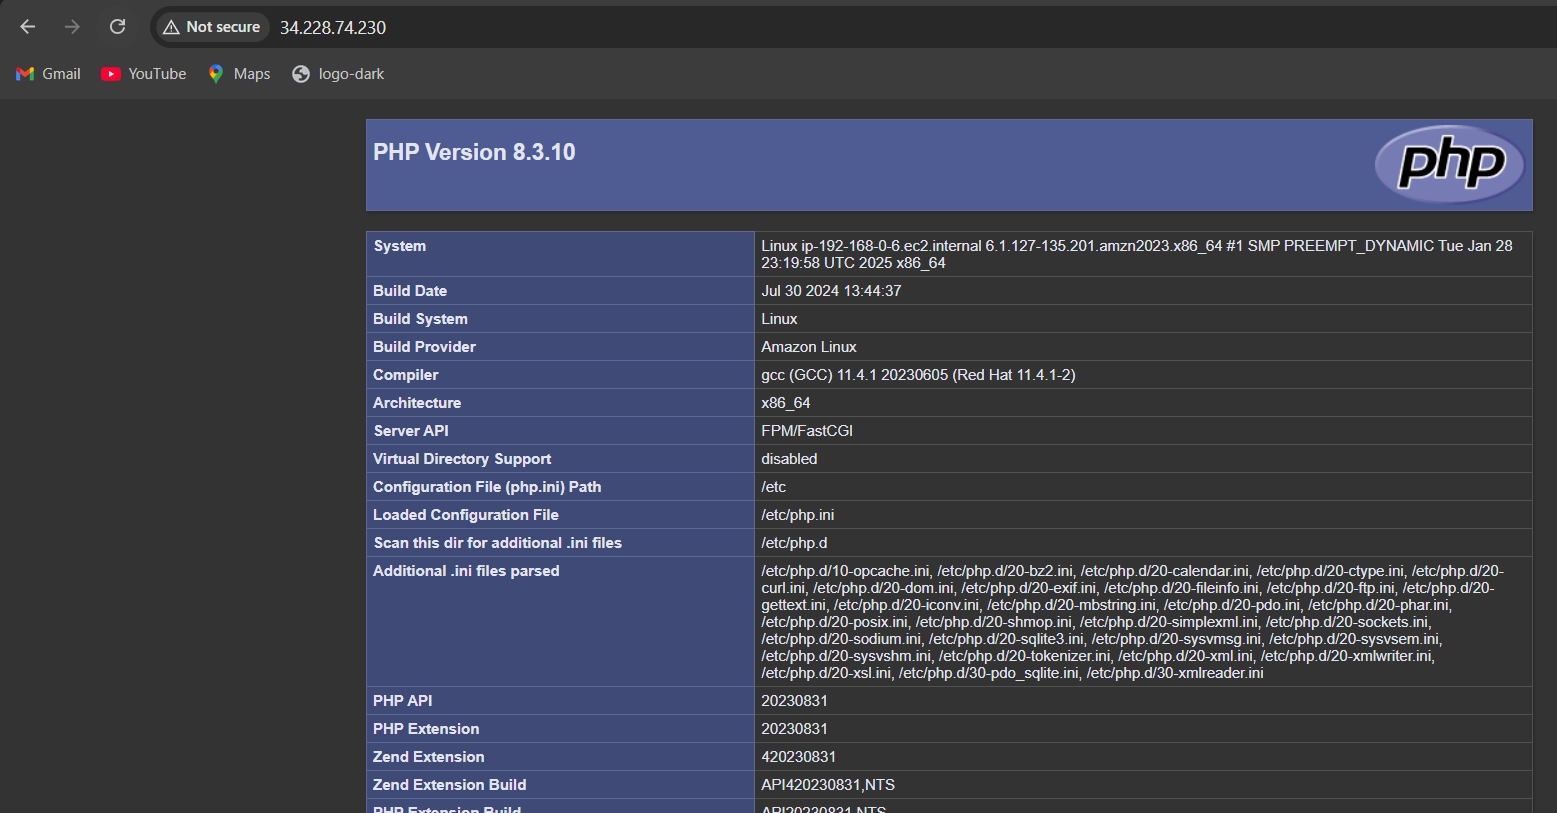 Not secure 34.228.74.230
Gmail YouTube Maps logo-dark
PHP Version 8.3.10
php
System Linux ip-192-168-0-6.ec2.internal 6.1.127-135.201.amzn2023.x86_64 #1 SMP PREEMPT_DYNAMIC Tue Jan 28
23:19:58 UTC 2025 x86_64
Build Date Jul 30 2024 13:44:37
Build System Linux
Build Provider Amazon Linux
Compiler gcc (GCC) 11.4.1 20230605 (Red Hat 11.4.1-2)
Architecture x86_64
Server API FPM/FastCGI
Virtual Directory Support disabled
Configuration File (php.ini) Path /etc
Loaded Configuration File /etc/php.ini
Scan this dir for additional .ini files /etc/php.d
Additional .ini files parsed /etc/php.d/10-opcache.ini, /etc/php.d/20-bz2.ini, /etc/php.d/20-calendar.ini, /etc/php.d/20-ctype.ini, /etc/php.d/20-
curl.ini, /etc/php.d/20-dom.ini, /etc/php.d/20-exif.ini, /etc/php.d/20-fileinfo.ini, /etc/php.d/20-ftp.ini, /etc/php.d/20-
gettext.ini, /etc/php.d/20-iconv.ini, /etc/php.d/20-mbstring.ini, /etc/php.d/20-pdo.ini, /etc/php.d/20-phar.ini,
/etc/php.d/20-posix.ini, /etc/php.d/20-shmop.ini, /etc/php.d/20-simplexml.ini, /etc/php.d/20-sockets.ini,
/etc/php.d/20-sodium.ini, /etc/php.d/20-sqlite3.ini, /etc/php.d/20-sysvmsg.ini, /etc/php.d/20-sysvsem.ini,
/etc/php.d/20-sysvshm.ini, /etc/php.d/20-tokenizer.ini, /etc/php.d/20-xml.ini, /etc/php.d/20-xmlwriter.ini,
/etc/php.d/20-xsl.ini, /etc/php.d/30-pdo_sqlite.ini, /etc/php.d/30-xmlreader.ini
PHP API 20230831
PHP Extension 20230831
Zend Extension 420230831
Zend Extension Build API420230831,NTS
PHP Extension Build API20230831,NTS